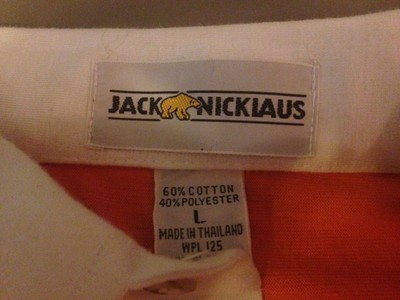 JACK NICKLAUS
60% COTTON
40% POLYESTER
L
MADE IN THAILAND
WPL 125